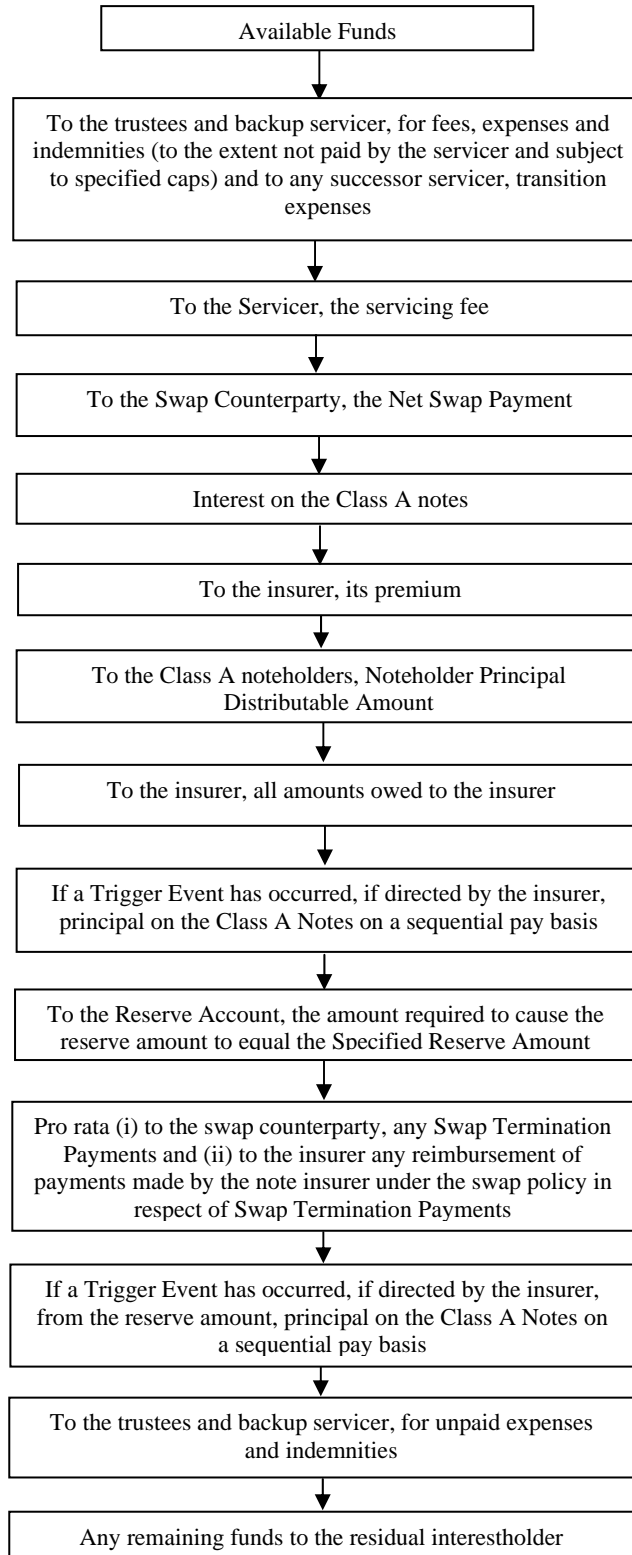 Available Funds
To the trustees and backup servicer, for fees, expenses and
indemnities (to the extent not paid by the servicer and subject
to specified caps) and to any successor servicer, transition
expenses
To the Servicer, the servicing fee
To the Swap Counterparty, the Net Swap Payment
Interest on the Class A notes
To the insurer, its premium
To the Class A noteholders, Noteholder Principal
Distributable Amount
To the insurer, all amounts owed to the insurer
If a Trigger Event has occurred, if directed by the insurer,
principal on the Class A Notes on a sequential pay basis
To the Reserve Account, the amount required to cause the
reserve amount to equal the Specified Reserve Amount
Pro rata (i) to the swap counterparty, any Swap Termination
Payments and (ii) to the insurer any reimbursement of
payments made by the note insurer under the swap policy in
respect of Swap Termination Payments
If a Trigger Event has occurred, if directed by the insurer,
from the reserve amount, principal on the Class A Notes on
a sequential pay basis
To the trustees and backup servicer, for unpaid expenses
and indemnities
Any remaining funds to the residual interestholder